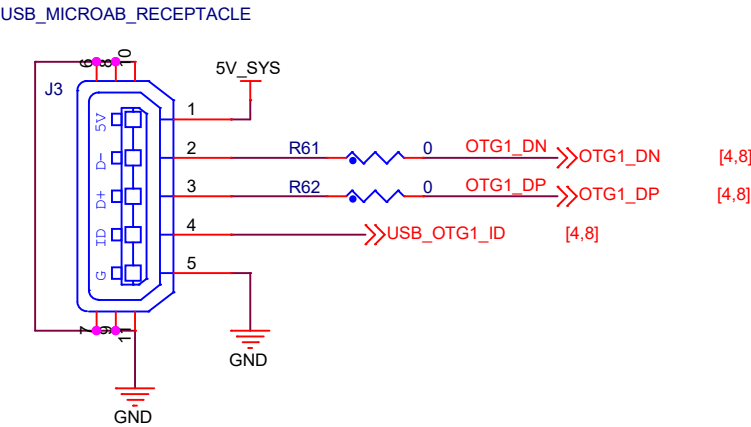 USB_MICROAB_RECEPTACLE
6 8 10
J3
5V_SYS
5V 1
D- 2 R61 0 OTG1_DN OTG1_DN [4,8]
D+ 3 R62 0 OTG1_DP OTG1_DP [4,8]
ID 4 USB_OTG1_ID [4,8]
G 5
7 9 11
GND
GND